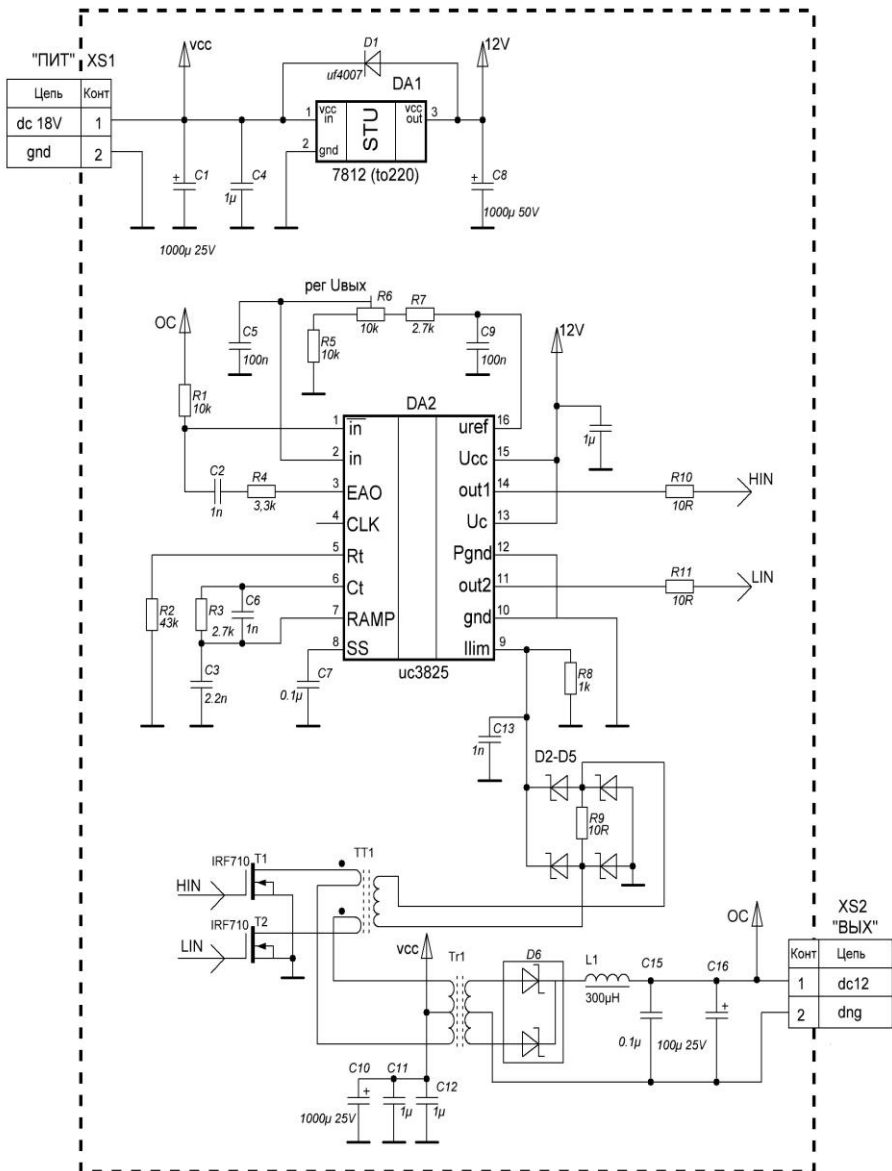 "ПИТ" XS1
Цепь Конт
dc 18V 1
gnd 2
vcc
D1
uf4007
12V
DA1
1 vcc in STU vcc out 3
2 gnd
7812 (to220)
+ C1
1000µ 25V
C4
1µ
+ C8
1000µ 50V
рег Uвых
R6
10k
R7
2.7k
OC
C5
100n
R5
10k
C9
100n
12V
R1
10k
DA2
1µ
1 in uref 16
2 in Ucc 15
3 EAO out1 14
4 CLK Uc 13
5 Rt Pgnd 12
6 Ct out2 11
7 RAMP gnd 10
8 SS Ilim 9
uc3825
C2
1n
R4
3,3k
R10
10R
HIN
R11
10R
LIN
R2
43k
R3
2.7k
C6
1n
C3
2.2n
C7
0.1µ
R8
1k
C13
1n
D2-D5
R9
10R
IRF710 T1
HIN
TT1
IRF710 T2
LIN
vcc
Tr1
D6
L1
300µH
C15
0.1µ
C16
+
100µ 25V
OC
XS2
"ВЫХ"
Конт Цепь
1 dc12
2 dng
C10
+
1000µ 25V
C11
1µ
C12
1µ